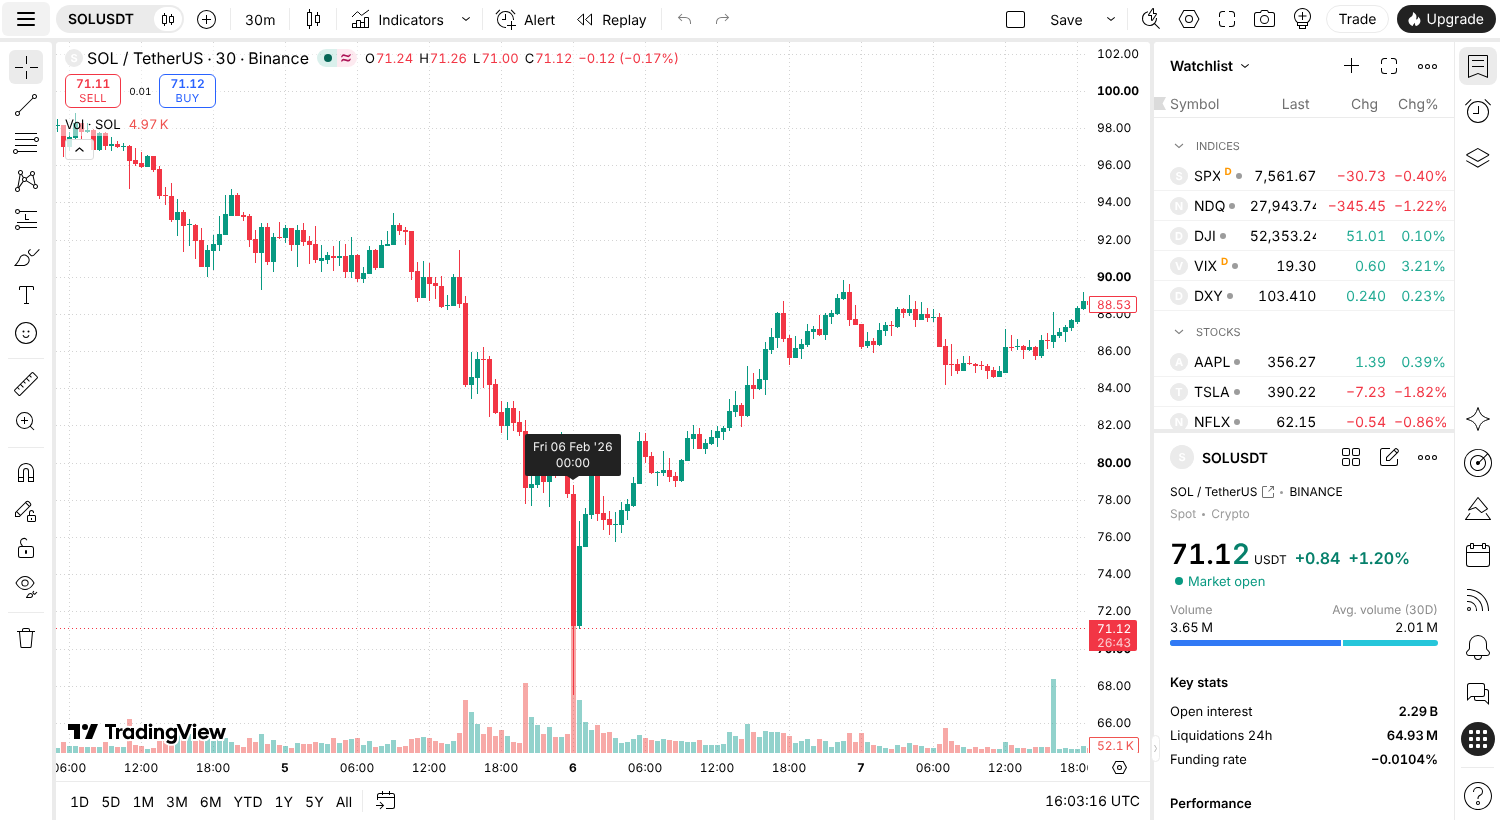 SOLUSDT
30m
Indicators
Alert
Replay
Save
Trade
Upgrade
SOL / TetherUS · 30 · Binance
O71.24 H71.26 L71.00 C71.12 −0.12 (−0.17%)
71.11
SELL
0.01
71.12
BUY
Vol · SOL 4.97 K
Fri 06 Feb '26
00:00
TradingView
102.00
100.00
98.00
96.00
94.00
92.00
90.00
88.53
88.00
86.00
84.00
82.00
80.00
78.00
76.00
74.00
72.00
71.12
26:43
70.00
68.00
66.00
52.1 K
06:00 12:00 18:00 5 06:00 12:00 18:00 6 06:00 12:00 18:00 7 06:00 12:00 18:00
1D 5D 1M 3M 6M YTD 1Y 5Y All
16:03:16 UTC
Watchlist
Symbol Last Chg Chg%
INDICES
S SPX D 7,561.67 −30.73 −0.40%
N NDQ 27,943.74 −345.45 −1.22%
D DJI 52,353.24 51.01 0.10%
V VIX D 19.30 0.60 3.21%
D DXY 103.410 0.240 0.23%
STOCKS
A AAPL 356.27 1.39 0.39%
T TSLA 390.22 −7.23 −1.82%
N NFLX 62.15 −0.54 −0.86%
S SOLUSDT
SOL / TetherUS • BINANCE
Spot • Crypto
71.12 USDT +0.84 +1.20%
Market open
Volume Avg. volume (30D)
3.65 M 2.01 M
Key stats
Open interest 2.29 B
Liquidations 24h 64.93 M
Funding rate −0.0104%
Performance